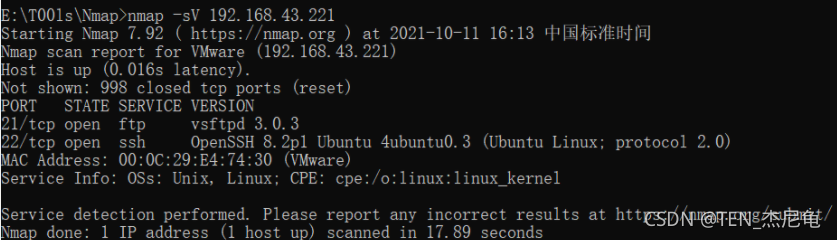 E:\T00ls\Nmap>nmap -sV 192.168.43.221
Starting Nmap 7.92 ( https://nmap.org ) at 2021-10-11 16:13 中国标准时间
Nmap scan report for VMware (192.168.43.221)
Host is up (0.016s latency).
Not shown: 998 closed tcp ports (reset)
PORT   STATE SERVICE VERSION
21/tcp open  ftp     vsftpd 3.0.3
22/tcp open  ssh     OpenSSH 8.2p1 Ubuntu 4ubuntu0.3 (Ubuntu Linux; protocol 2.0)
MAC Address: 00:0C:29:E4:74:30 (VMware)
Service Info: OSs: Unix, Linux; CPE: cpe:/o:linux:linux_kernel
Service detection performed. Please report any incorrect results at https://nmap.org/submit/
Nmap done: 1 IP address (1 host up) scanned in 17.89 seconds
CSDN @TEN_杰尼龟